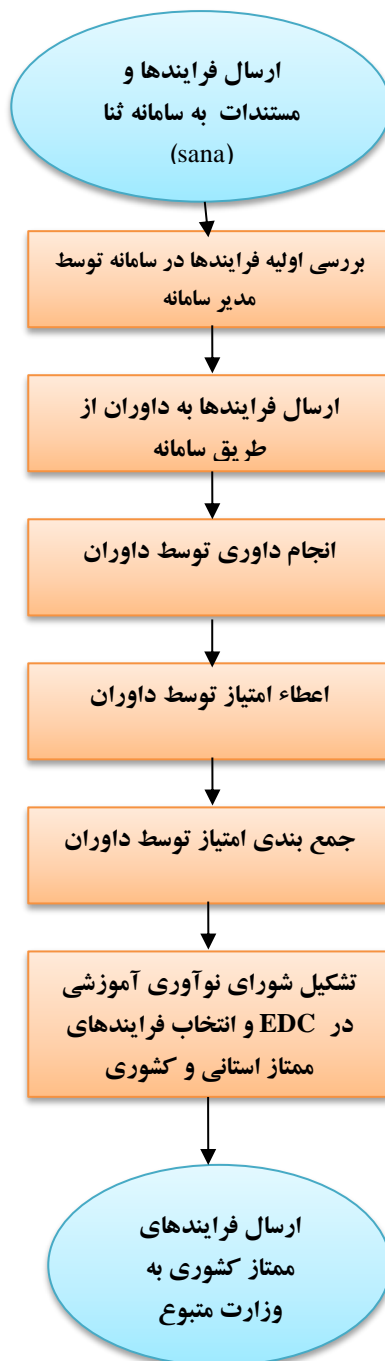 ارسال فرایندها و
مستندات به سامانه ثنا
(sana)
بررسی اولیه فرایندها در سامانه توسط
مدیر سامانه
ارسال فرایندها به داوران از
طریق سامانه
انجام داوری توسط داوران
اعطاء امتیاز توسط داوران
جمع بندی امتیاز توسط داوران
تشکیل شورای نوآوری آموزشی
در EDC و انتخاب فرایندهای
ممتاز استانی و کشوری
ارسال فرایندهای
ممتاز کشوری به
وزارت متبوع